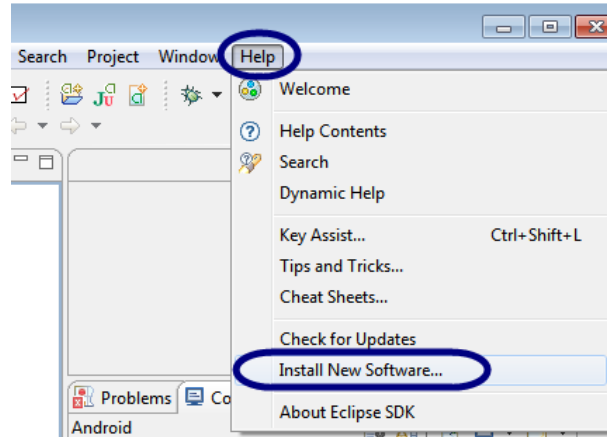 Search Project Window Help
Welcome
Help Contents
Search
Dynamic Help
Key Assist... Ctrl+Shift+L
Tips and Tricks...
Cheat Sheets...
Check for Updates
Install New Software...
About Eclipse SDK
Problems Co
Android